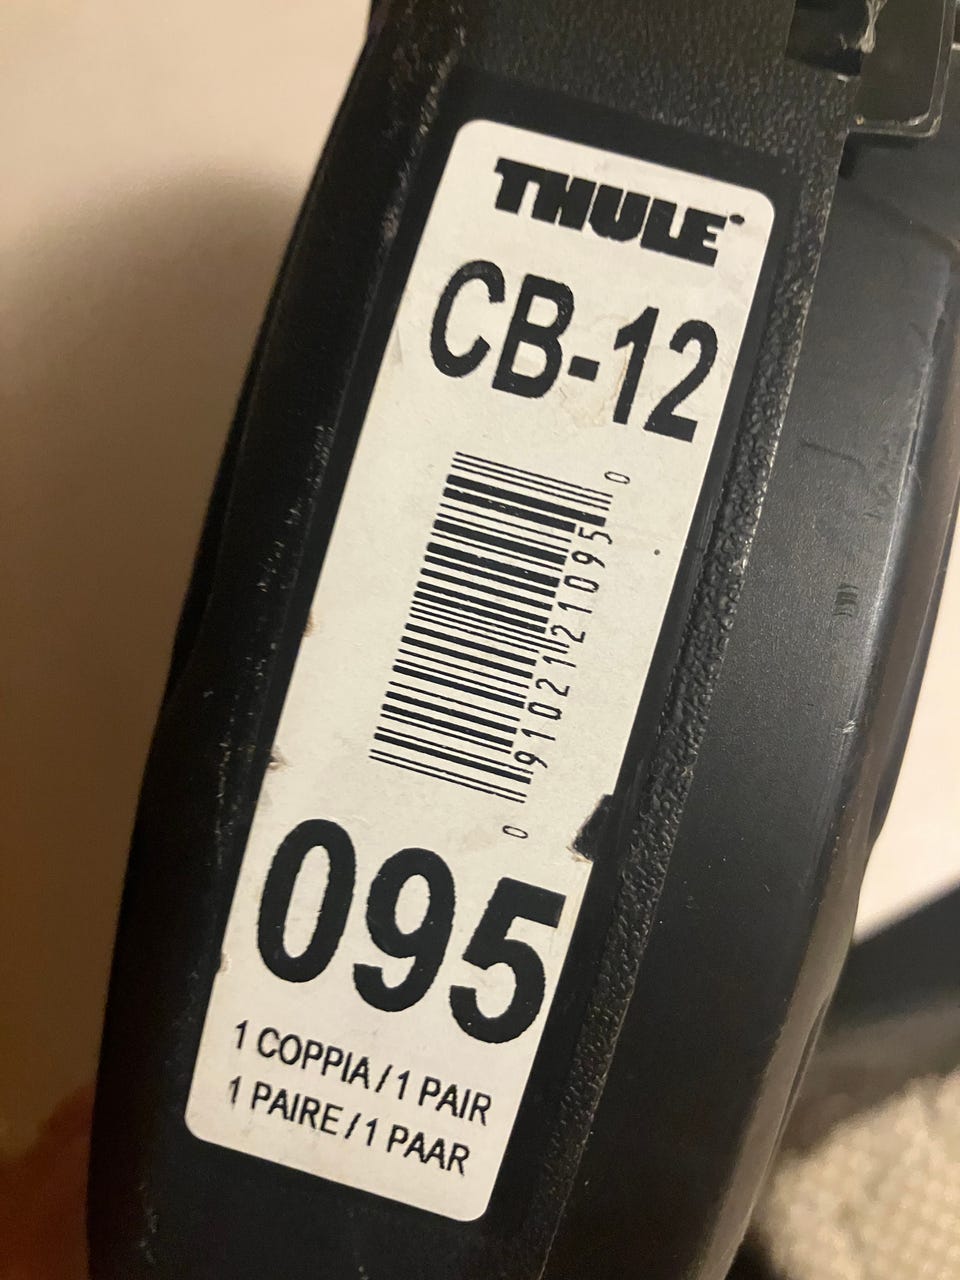 THULE
CB-12
0 91021 21095 0
095
1 COPPIA / 1 PAIR
1 PAIRE / 1 PAAR